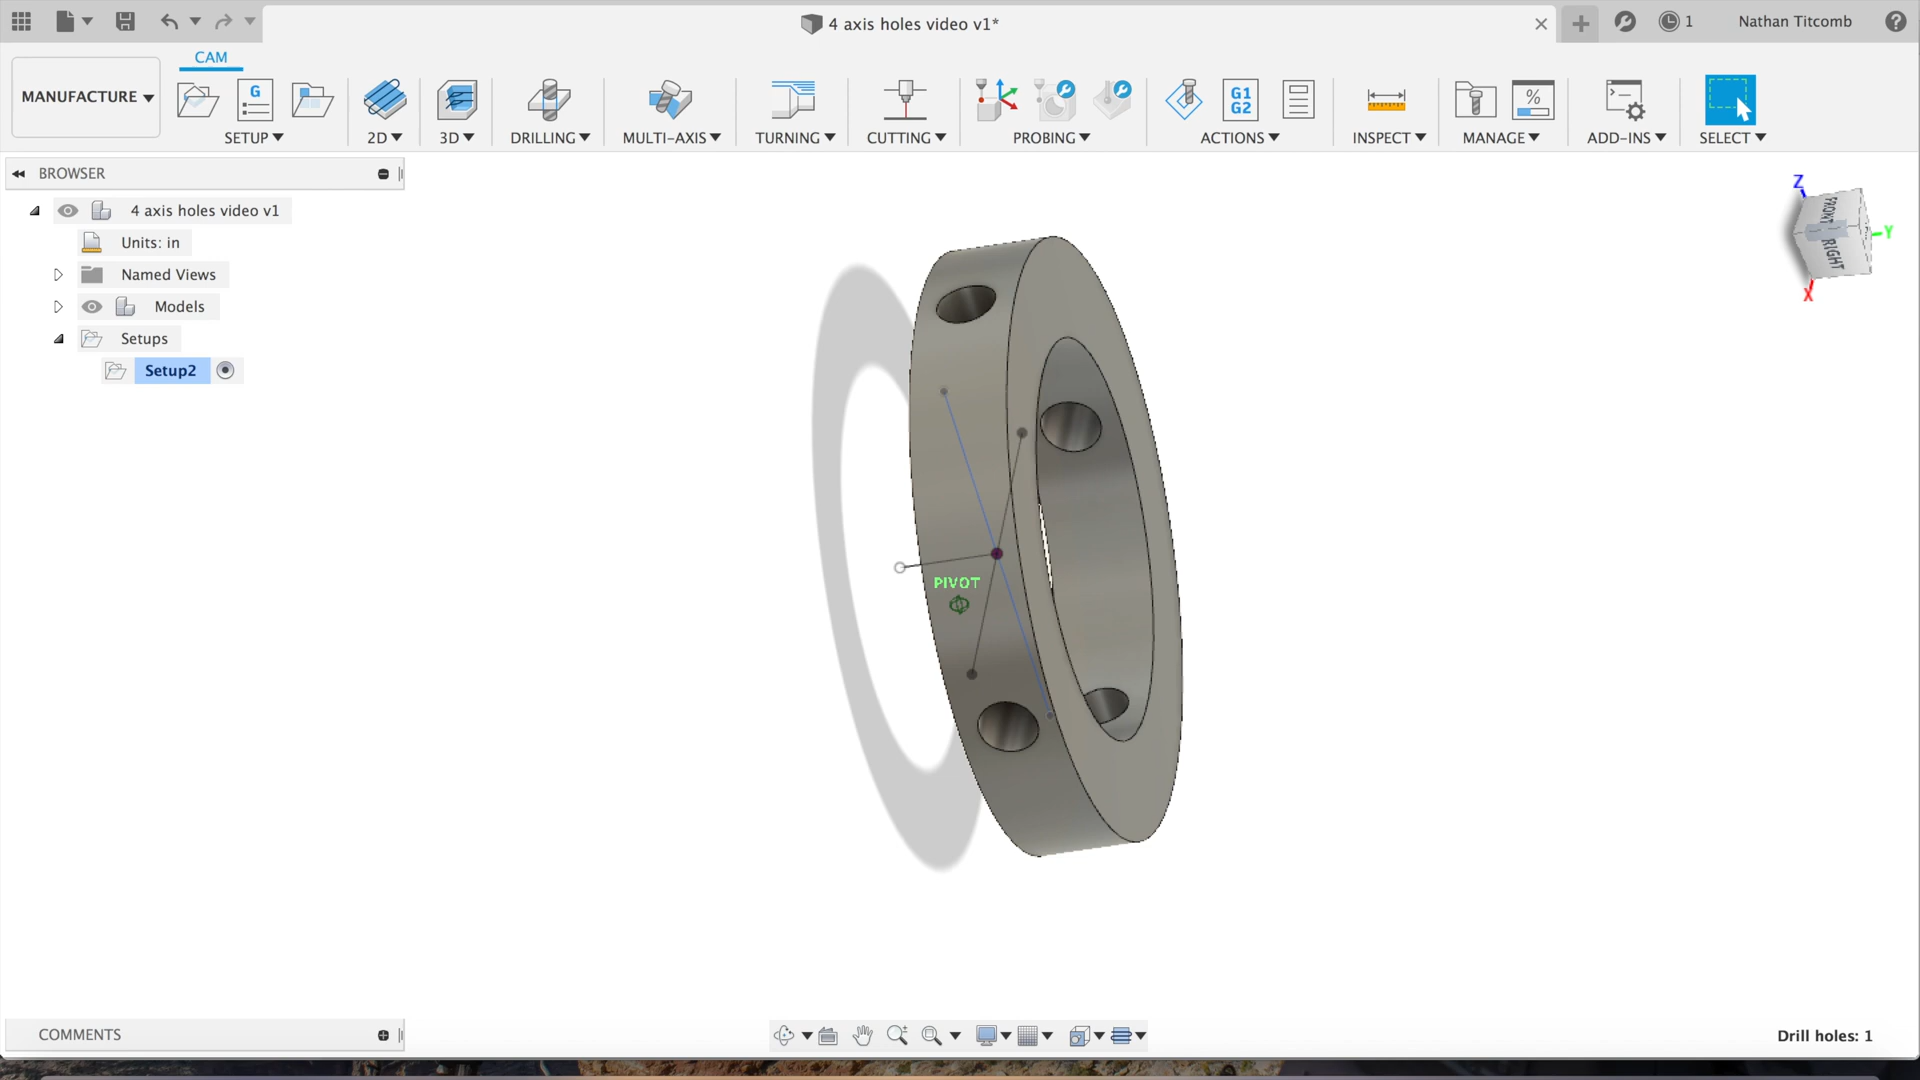 4 axis holes video v1*
1
Nathan Titcomb
?
CAM
MANUFACTURE
G
G1
G2
%
SETUP
2D
3D
DRILLING
MULTI-AXIS
TURNING
CUTTING
PROBING
ACTIONS
INSPECT
MANAGE
ADD-INS
SELECT
BROWSER
4 axis holes video v1
Units: in
Named Views
Models
Setups
Setup2
Z
FRONT
RIGHT
Y
X
PIVOT
COMMENTS
Drill holes: 1